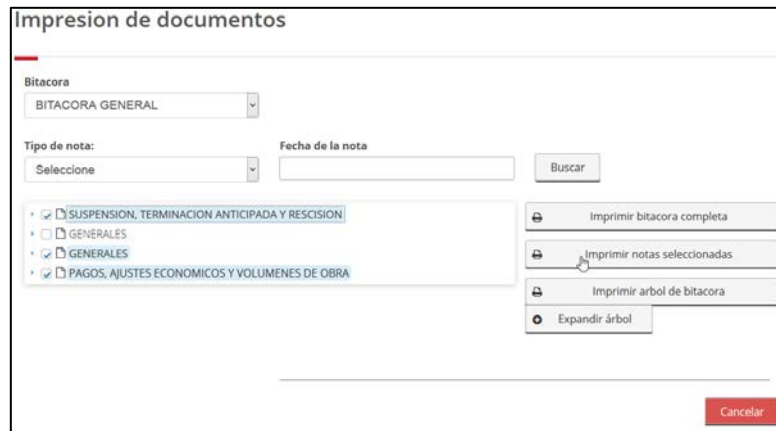 Impresion de documentos
Bitacora
BITACORA GENERAL
Tipo de nota:
Fecha de la nota
Seleccione
Buscar
SUSPENSION, TERMINACION ANTICIPADA Y RESCISION
GENERALES
GENERALES
PAGOS, AJUSTES ECONOMICOS Y VOLUMENES DE OBRA
Imprimir bitacora completa
Imprimir notas seleccionadas
Imprimir arbol de bitacora
Expandir árbol
Cancelar